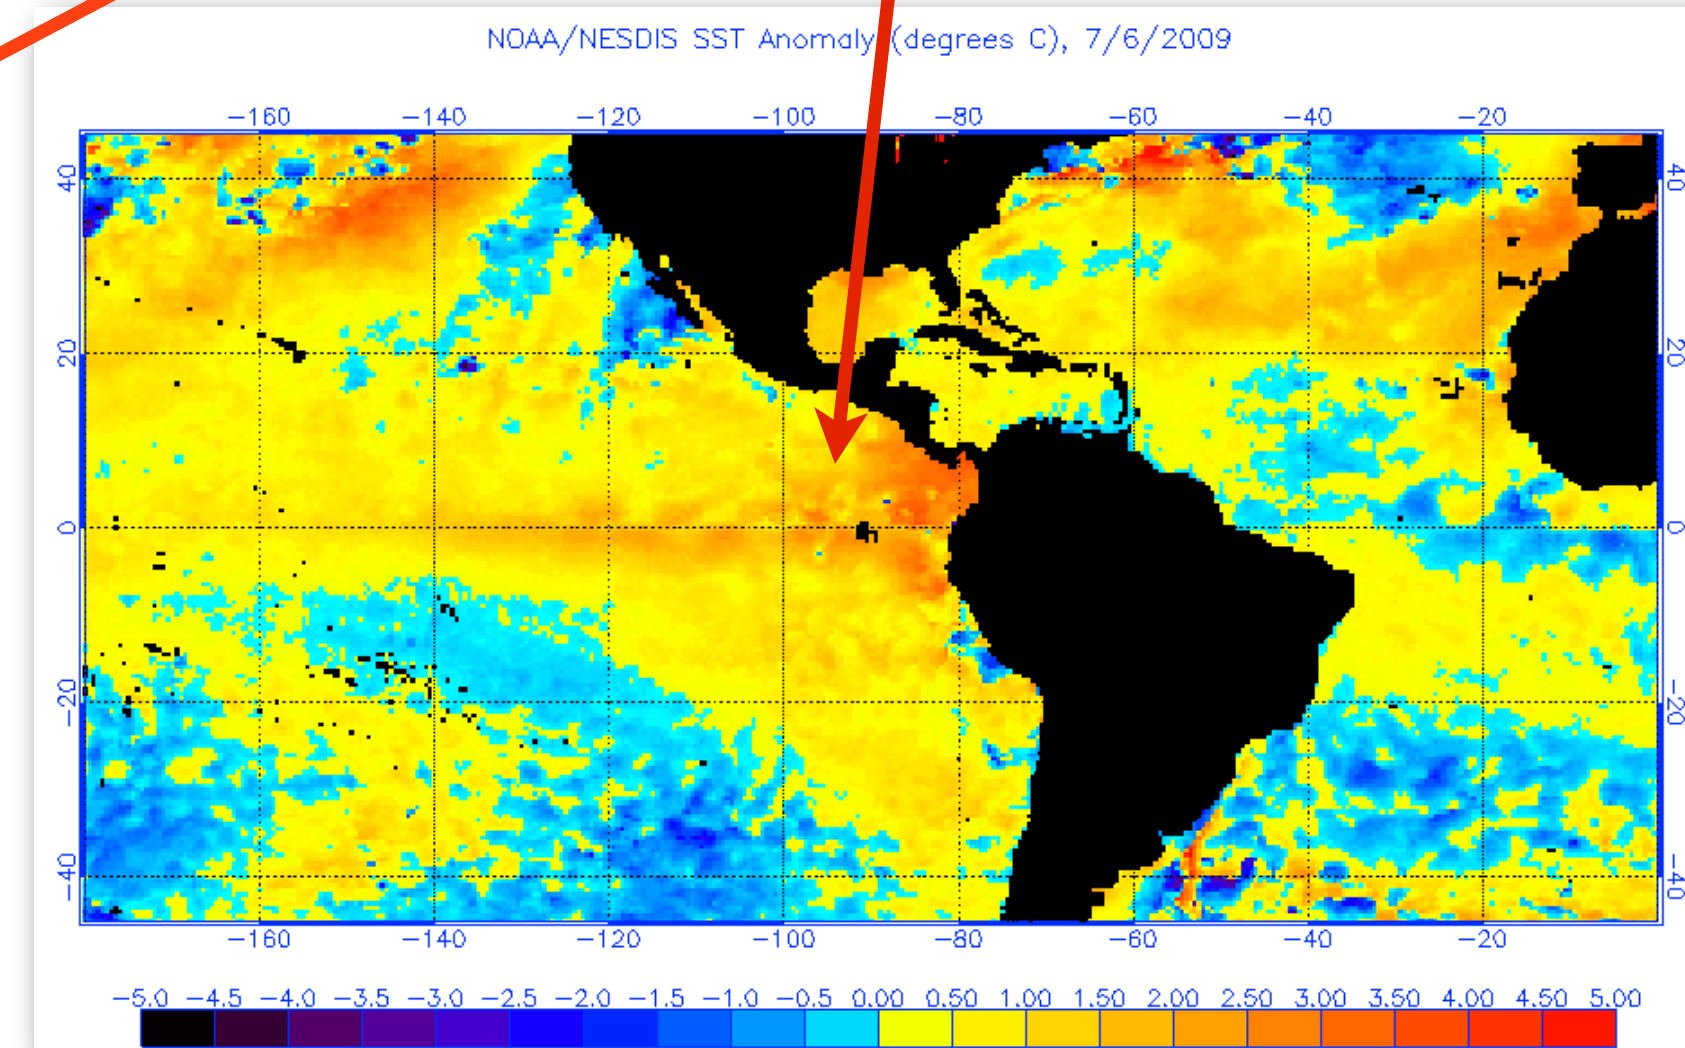 NOAA/NESDIS SST Anomaly (degrees C), 7/6/2009
-160 -140 -120 -100 -80 -60 -40 -20
40 40
20 20
0 0
-20 -20
-40 -40
-160 -140 -120 -100 -80 -60 -40 -20
-5.0 -4.5 -4.0 -3.5 -3.0 -2.5 -2.0 -1.5 -1.0 -0.5 0.00 0.50 1.00 1.50 2.00 2.50 3.00 3.50 4.00 4.50 5.00